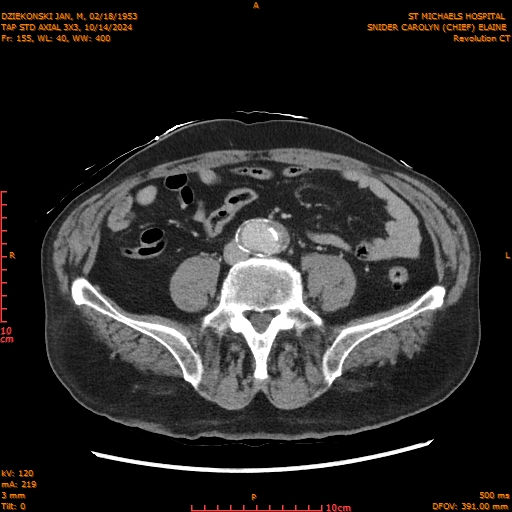 A
DZIEKONSKI JAN, M, 02/18/1953
TAP STD AXIAL 3X3, 10/14/2024
Fr: 155, WL: 40, WW: 400
ST MICHAELS HOSPITAL
SNIDER CAROLYN (CHIEF) ELAINE
Revolution CT
R
L
10
cm
kV: 120
mA: 219
3 mm
Tilt: 0
P
10cm
500 ms
DFOV: 391.00 mm